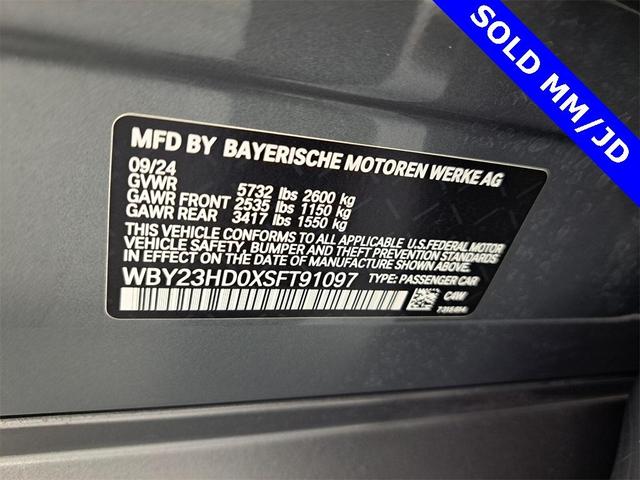 SOLD MM/JD
MFD BY BAYERISCHE MOTOREN WERKE AG
09/24
GVWR 5732 lbs 2600 kg
GAWR FRONT 2535 lbs 1150 kg
GAWR REAR 3417 lbs 1550 kg
THIS VEHICLE CONFORMS TO ALL APPLICABLE U.S.FEDERAL MOTOR
VEHICLE SAFETY, BUMPER AND THEFT PREVENTION STANDARDS
IN EFFECT ON THE DATE OF MANUFACTURE SHOWN ABOVE.
WBY23HD0XSFT91097 TYPE: PASSENGER CAR
C4W